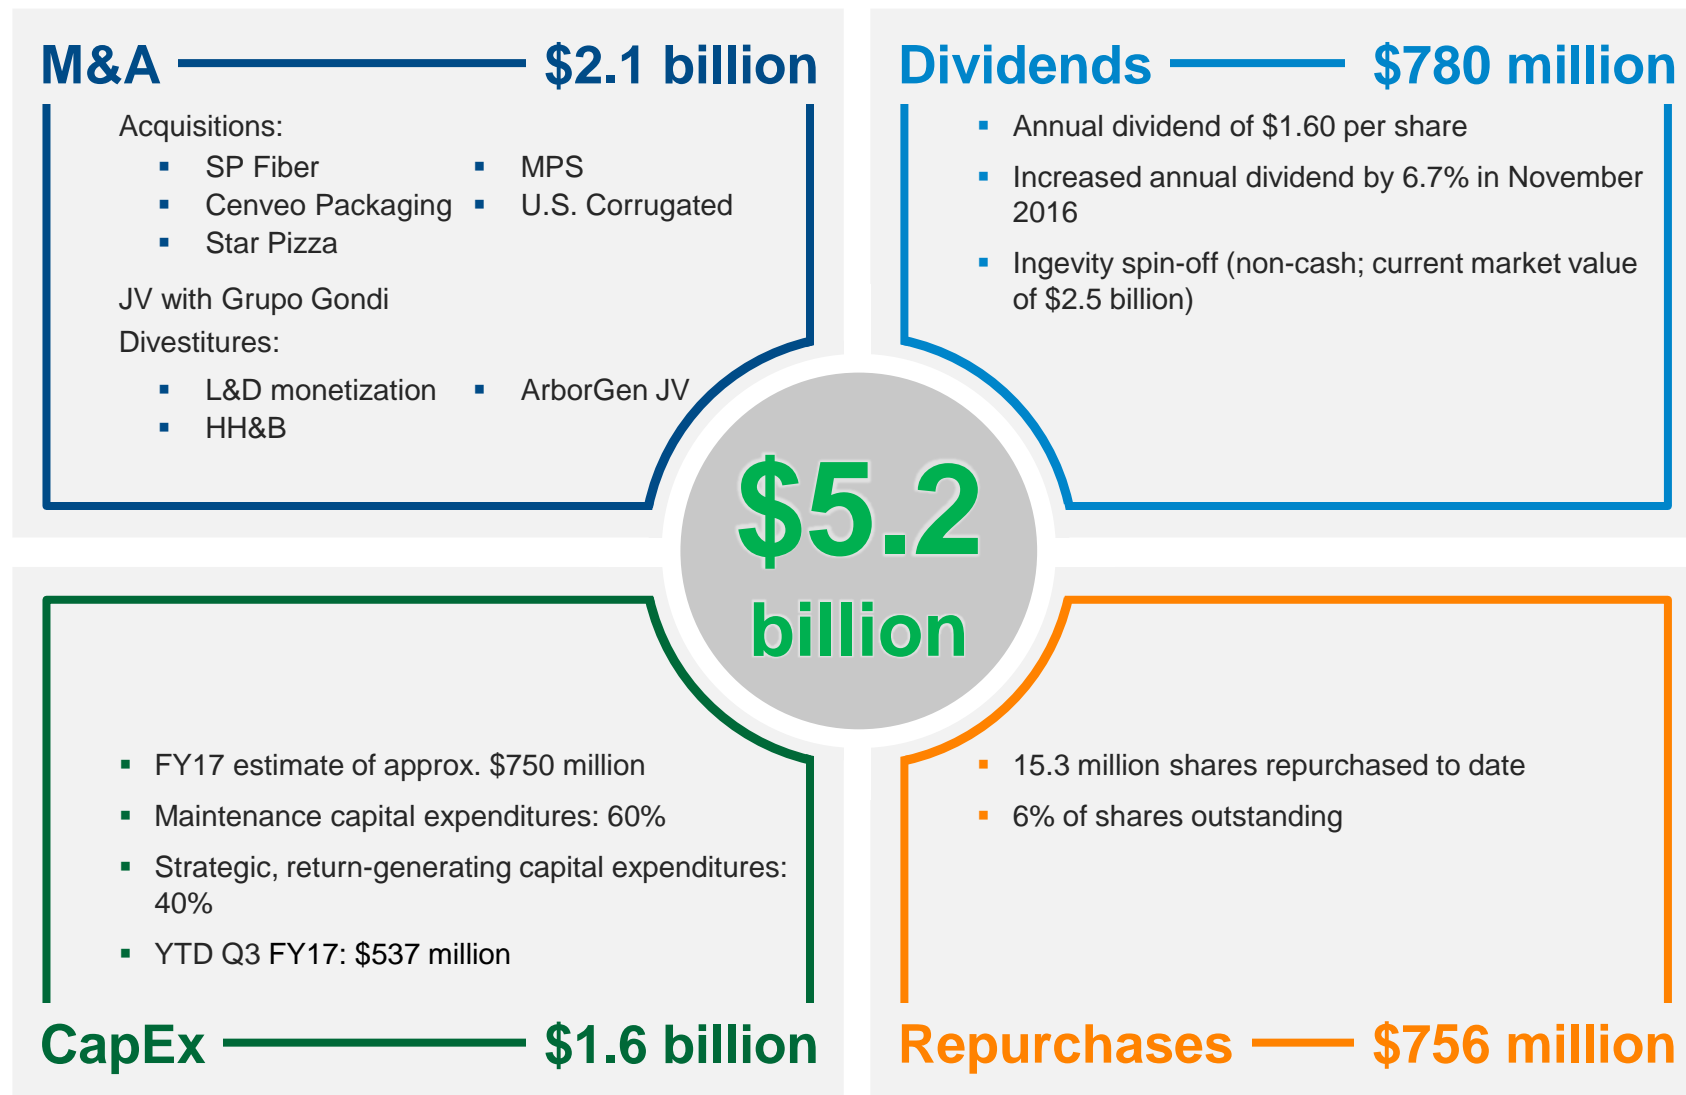 M&A $2.1 billion
Acquisitions:
SP Fiber
Cenveo Packaging
Star Pizza
MPS
U.S. Corrugated
JV with Grupo Gondi
Divestitures:
L&D monetization
HH&B
ArborGen JV
Dividends $780 million
Annual dividend of $1.60 per share
Increased annual dividend by 6.7% in November
2016
Ingevity spin-off (non-cash; current market value
of $2.5 billion)
$5.2
billion
FY17 estimate of approx. $750 million
Maintenance capital expenditures: 60%
Strategic, return-generating capital expenditures:
40%
YTD Q3 FY17: $537 million
CapEx $1.6 billion
15.3 million shares repurchased to date
6% of shares outstanding
Repurchases $756 million